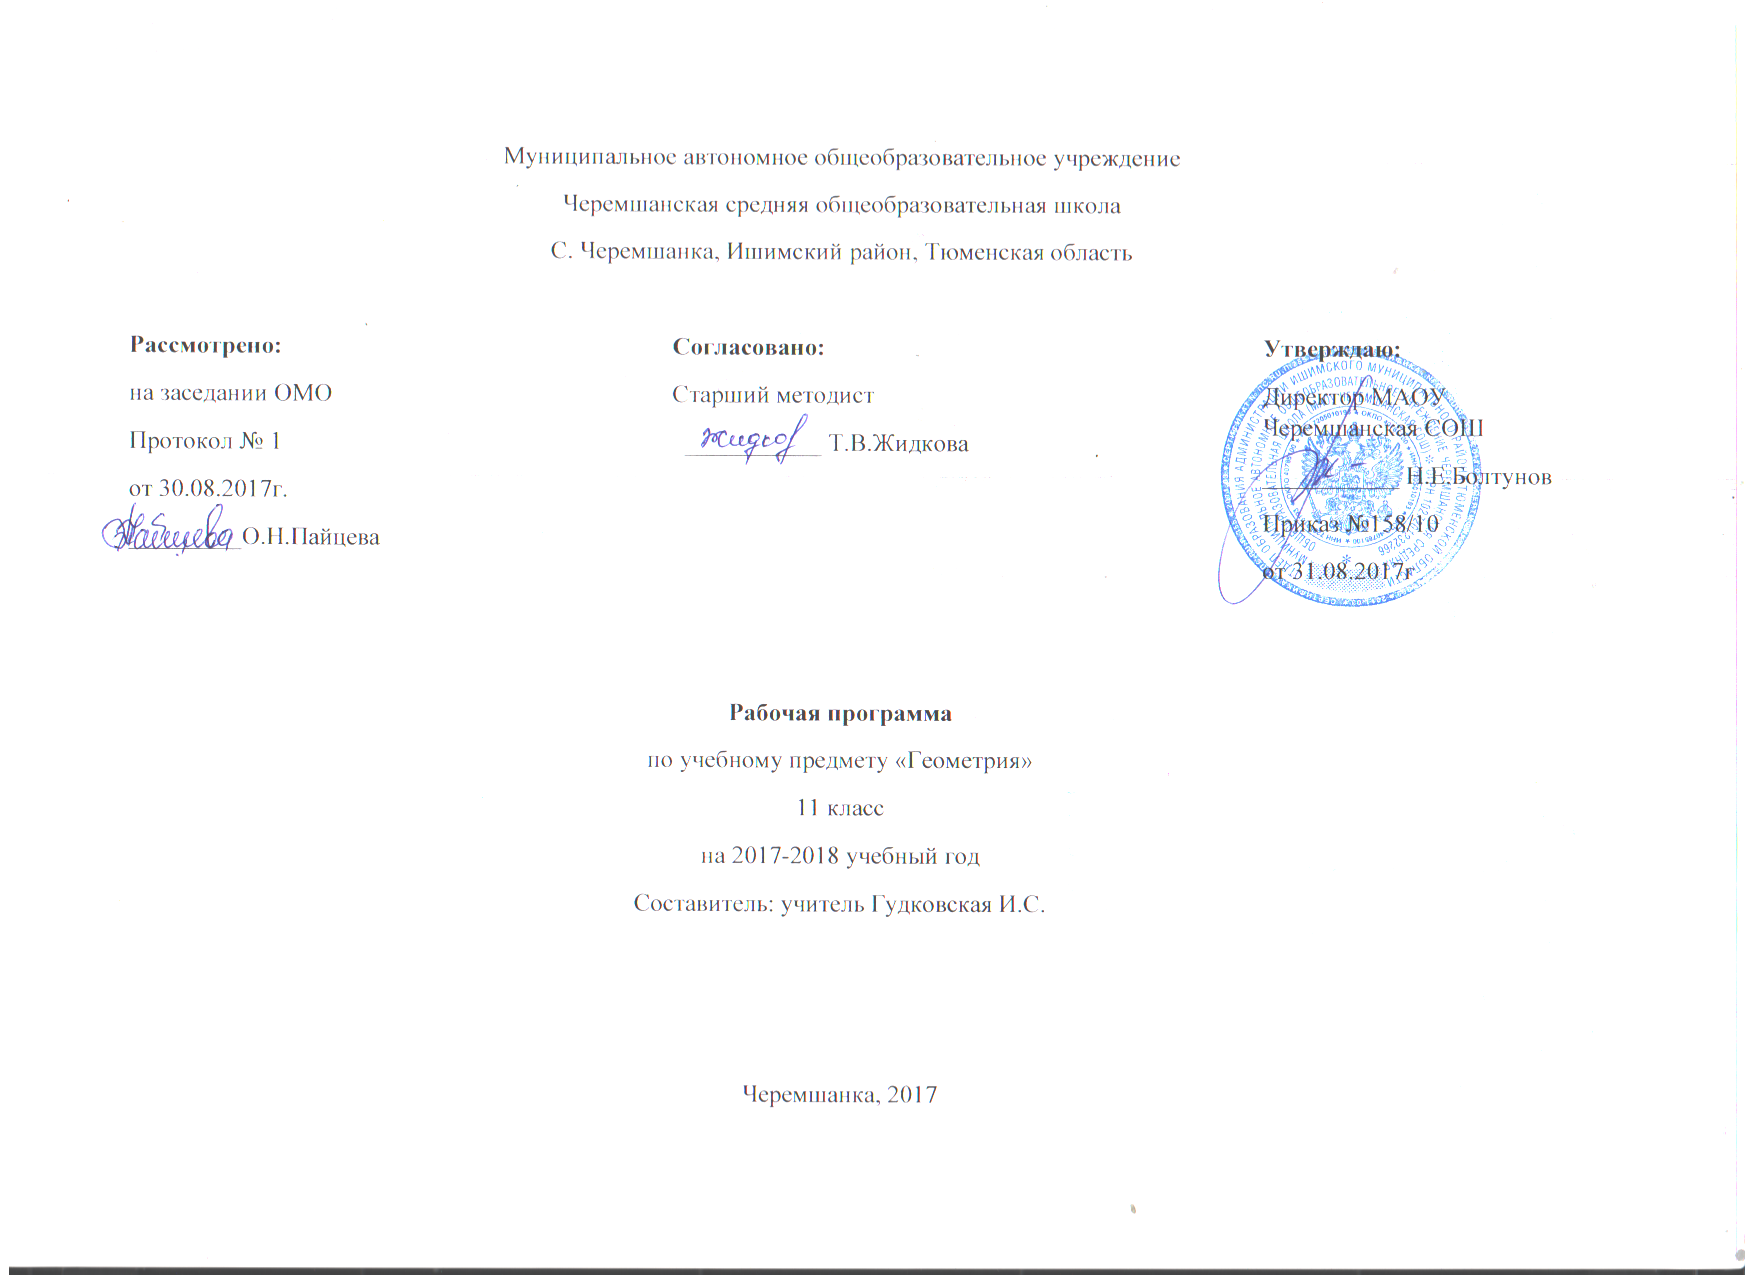 Муниципальное автономное общеобразовательное учреждение
Черемшанская средняя общеобразовательная школа
С. Черемшанка, Ишимский район, Тюменская область
Рассмотрено:
на заседании ОМО
Протокол № 1
от 30.08.2017г.
О.Н.Пайцева
Согласовано:
Старший методист
Т.В.Жидкова
Утверждаю:
Директор МАОУ
Черемшанская СОШ
Н.Е.Болтунов
Приказ №158/10
от 31.08.2017г
Рабочая программа
по учебному предмету «Геометрия»
11 класс
на 2017-2018 учебный год
Составитель: учитель Гудковская И.С.
Черемшанка, 2017